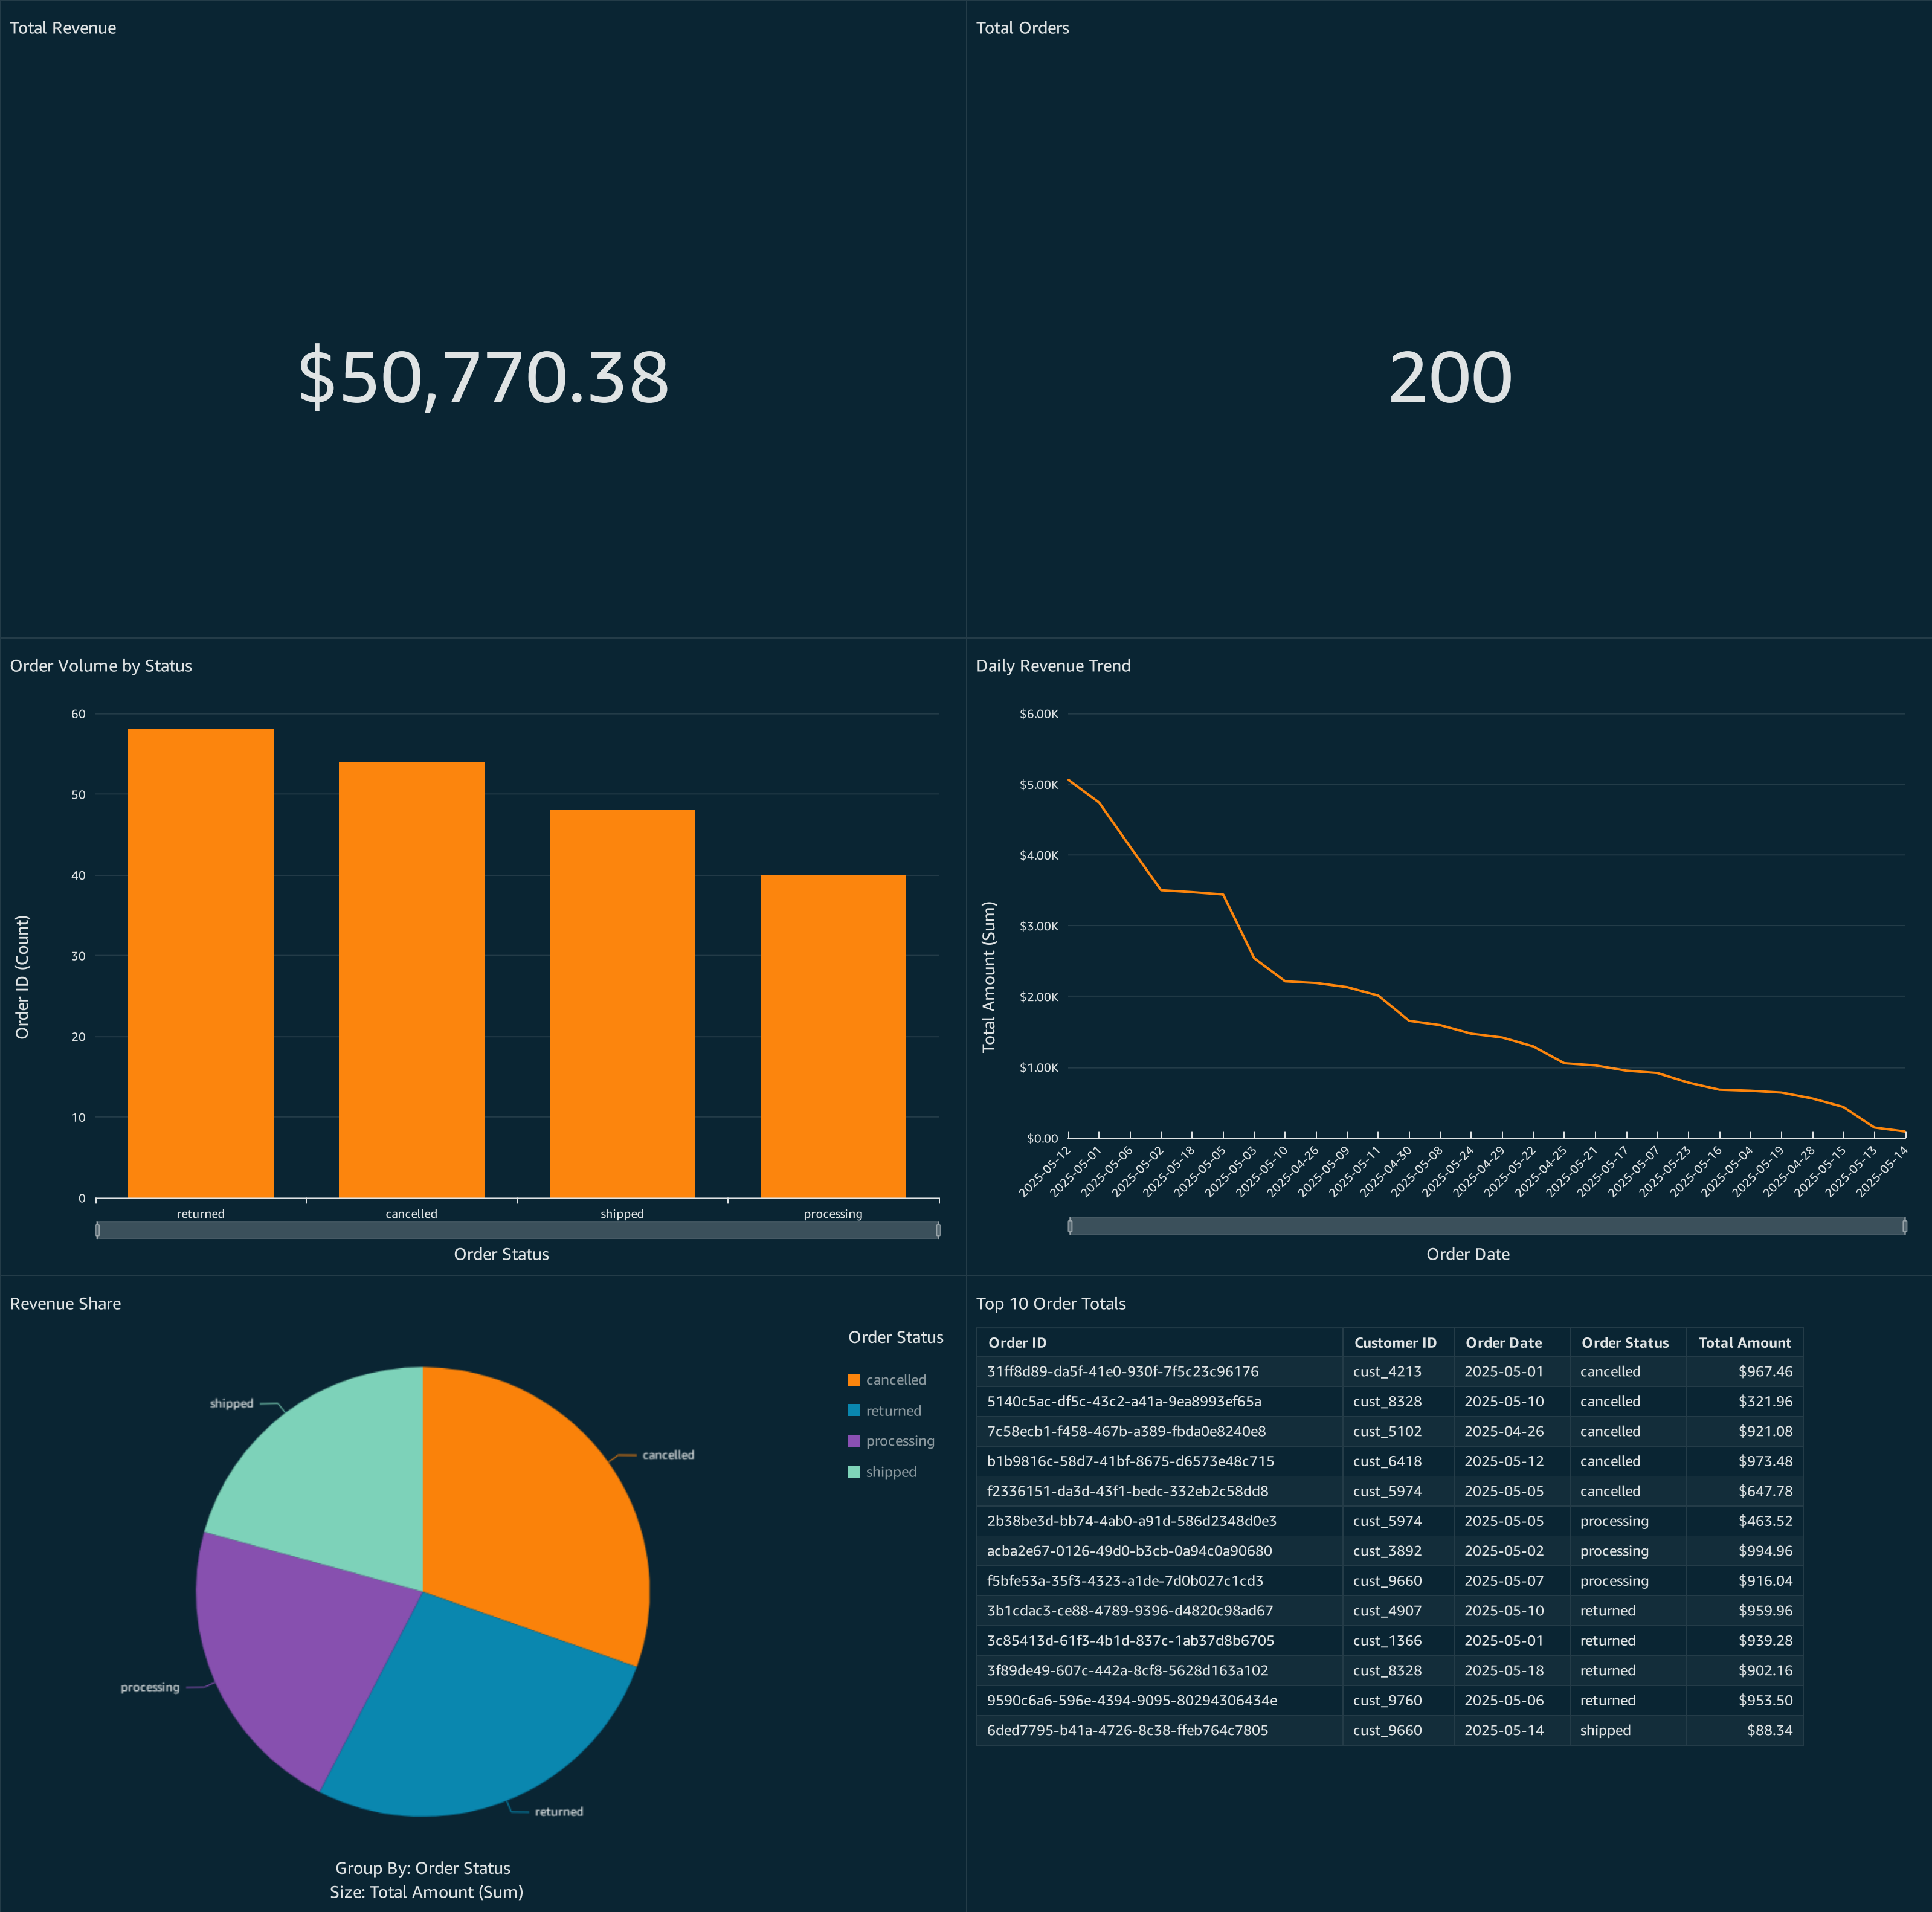 Total Revenue
$50,770.38
Total Orders
200
Order Volume by Status
Order ID (Count)
60
50
40
30
20
10
0
returned cancelled shipped processing
Order Status
Daily Revenue Trend
Total Amount (Sum)
$6.00K
$5.00K
$4.00K
$3.00K
$2.00K
$1.00K
$0.00
2025-05-12 2025-05-01 2025-05-06 2025-05-02 2025-05-18 2025-05-05 2025-05-03 2025-05-10 2025-04-26 2025-05-09 2025-05-11 2025-04-30 2025-05-08 2025-05-24 2025-04-29 2025-05-22 2025-04-25 2025-05-21 2025-05-17 2025-05-07 2025-05-23 2025-05-16 2025-05-04 2025-05-19 2025-04-28 2025-05-15 2025-05-13 2025-05-14
Order Date
Revenue Share
Order Status
cancelled
returned
processing
shipped
shipped
cancelled
processing
returned
Group By: Order Status
Size: Total Amount (Sum)
Top 10 Order Totals
Order ID Customer ID Order Date Order Status Total Amount
31ff8d89-da5f-41e0-930f-7f5c23c96176 cust_4213 2025-05-01 cancelled $967.46
5140c5ac-df5c-43c2-a41a-9ea8993ef65a cust_8328 2025-05-10 cancelled $321.96
7c58ecb1-f458-467b-a389-fbda0e8240e8 cust_5102 2025-04-26 cancelled $921.08
b1b9816c-58d7-41bf-8675-d6573e48c715 cust_6418 2025-05-12 cancelled $973.48
f2336151-da3d-43f1-bedc-332eb2c58dd8 cust_5974 2025-05-05 cancelled $647.78
2b38be3d-bb74-4ab0-a91d-586d2348d0e3 cust_5974 2025-05-05 processing $463.52
acba2e67-0126-49d0-b3cb-0a94c0a90680 cust_3892 2025-05-02 processing $994.96
f5bfe53a-35f3-4323-a1de-7d0b027c1cd3 cust_9660 2025-05-07 processing $916.04
3b1cdac3-ce88-4789-9396-d4820c98ad67 cust_4907 2025-05-10 returned $959.96
3c85413d-61f3-4b1d-837c-1ab37d8b6705 cust_1366 2025-05-01 returned $939.28
3f89de49-607c-442a-8cf8-5628d163a102 cust_8328 2025-05-18 returned $902.16
9590c6a6-596e-4394-9095-80294306434e cust_9760 2025-05-06 returned $953.50
6ded7795-b41a-4726-8c38-ffeb764c7805 cust_9660 2025-05-14 shipped $88.34